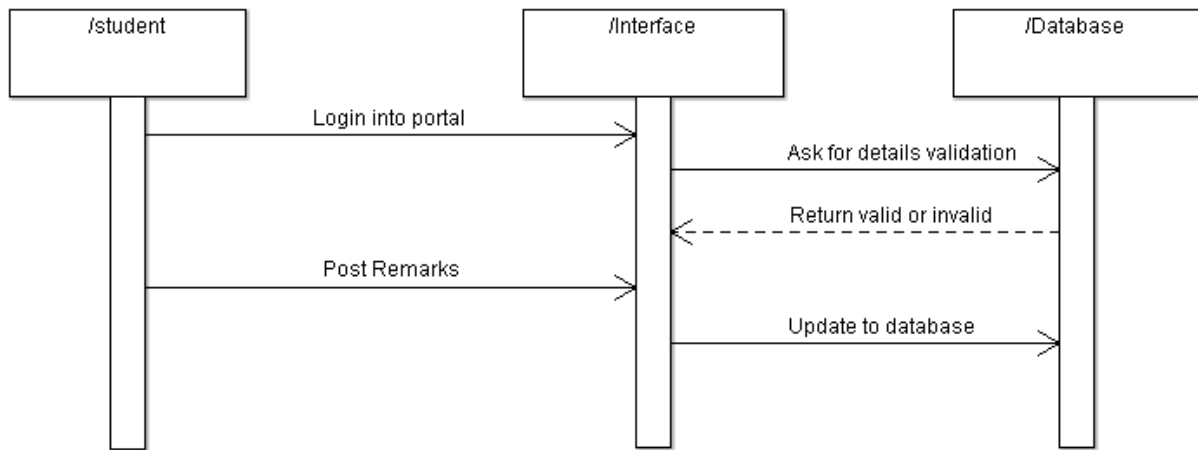 /student
/Interface
/Database
Login into portal
Ask for details validation
Return valid or invalid
Post Remarks
Update to database